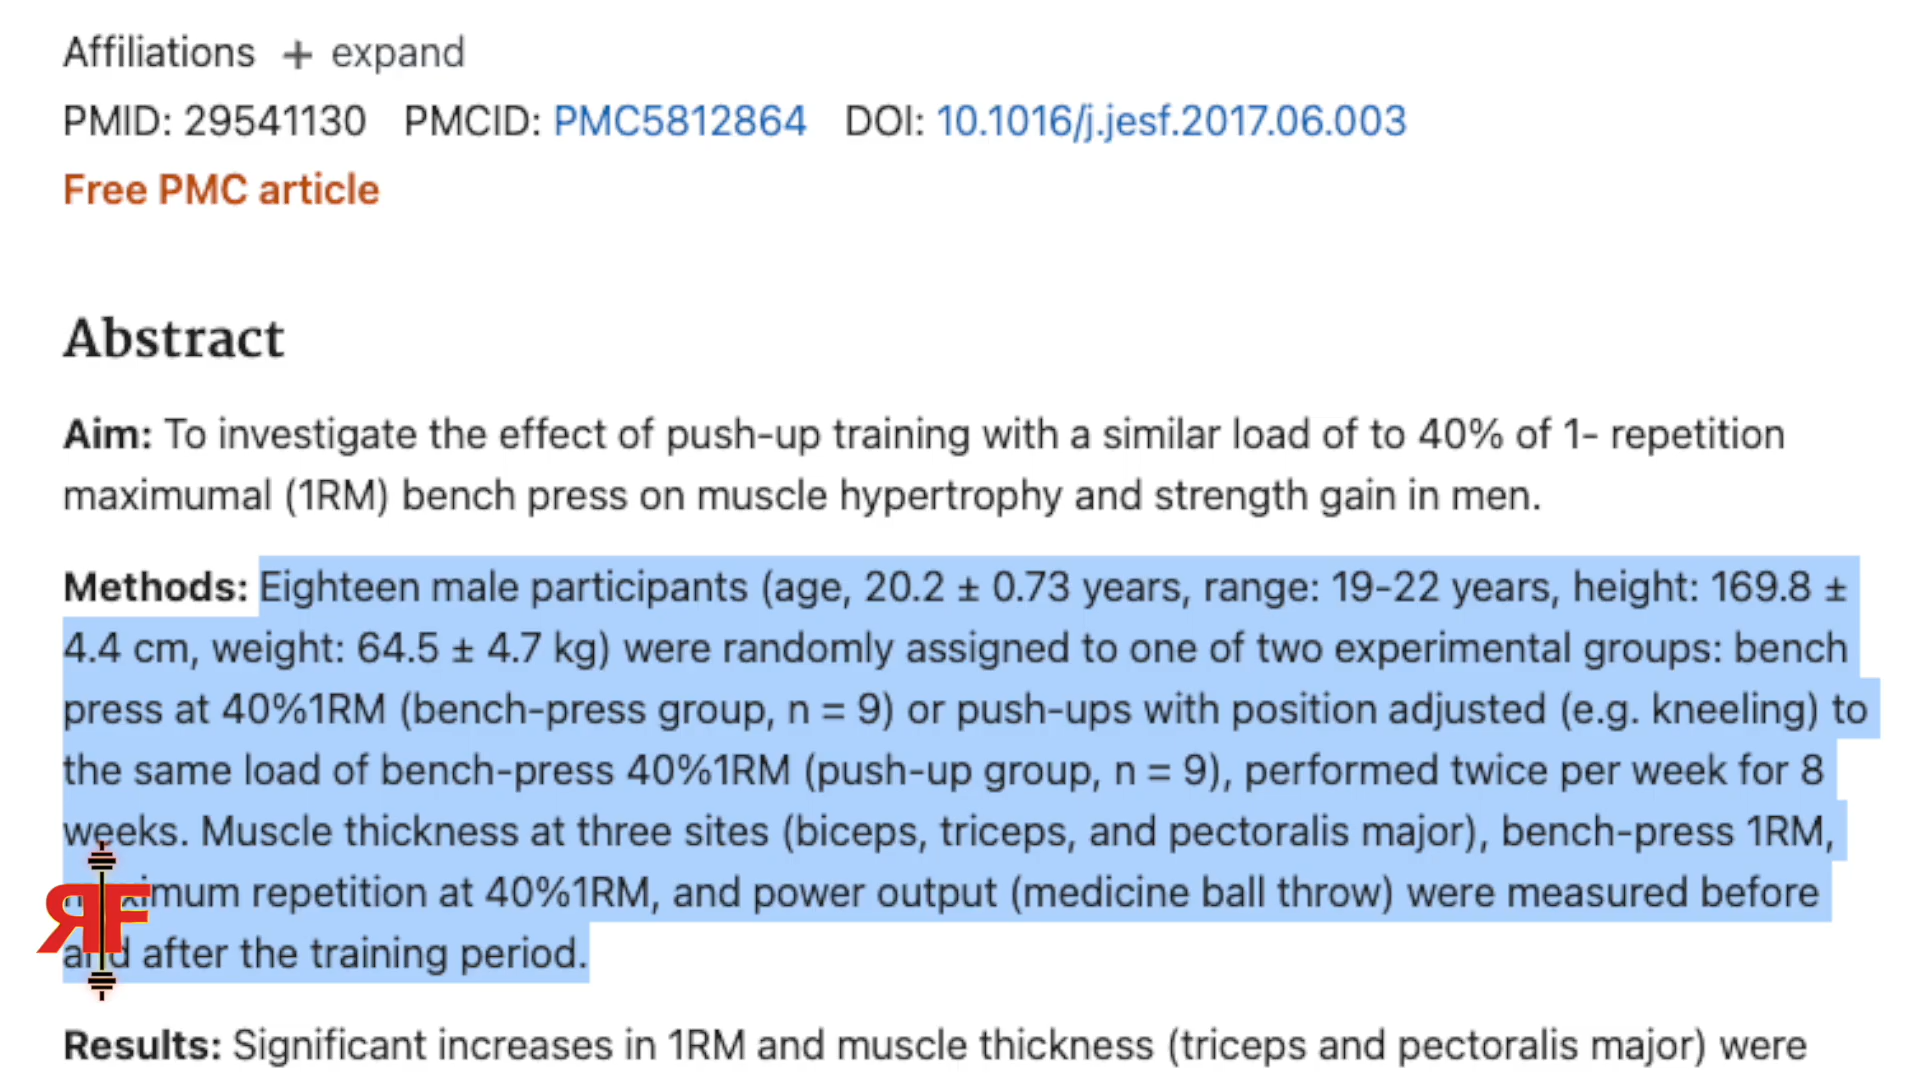 Affiliations + expand
PMID: 29541130 PMCID: PMC5812864 DOI: 10.1016/j.jesf.2017.06.003
Free PMC article
Abstract
Aim: To investigate the effect of push-up training with a similar load of to 40% of 1- repetition
maximumal (1RM) bench press on muscle hypertrophy and strength gain in men.
Methods: Eighteen male participants (age, 20.2 ± 0.73 years, range: 19-22 years, height: 169.8 ±
4.4 cm, weight: 64.5 ± 4.7 kg) were randomly assigned to one of two experimental groups: bench
press at 40%1RM (bench-press group, n = 9) or push-ups with position adjusted (e.g. kneeling) to
the same load of bench-press 40%1RM (push-up group, n = 9), performed twice per week for 8
weeks. Muscle thickness at three sites (biceps, triceps, and pectoralis major), bench-press 1RM,
maximum repetition at 40%1RM, and power output (medicine ball throw) were measured before
and after the training period.
RF
Results: Significant increases in 1RM and muscle thickness (triceps and pectoralis major) were